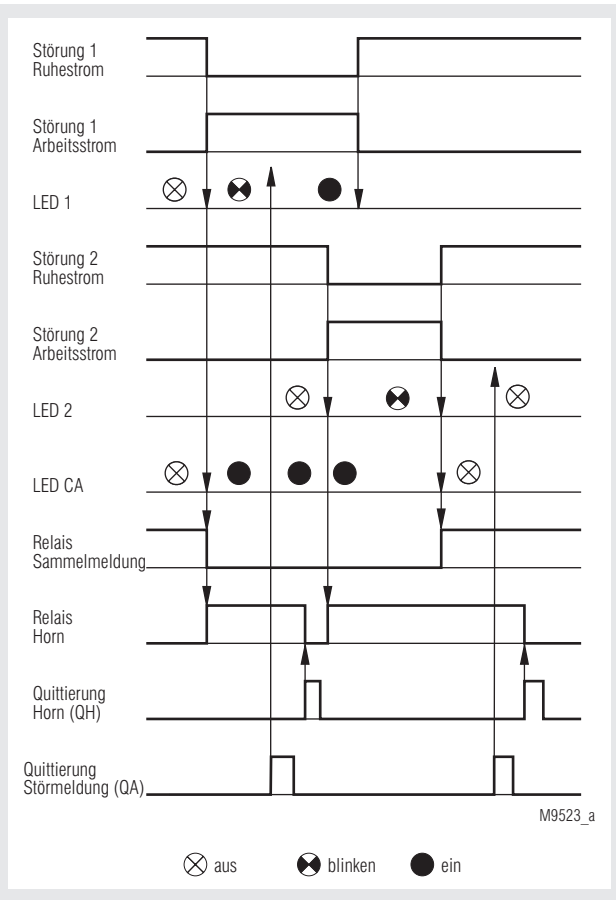 Störung 1
Ruhestrom
Störung 1
Arbeitsstrom
LED 1
Störung 2
Ruhestrom
Störung 2
Arbeitsstrom
LED 2
LED CA
Relais
Sammelmeldung
Relais
Horn
Quittierung
Horn (QH)
Quittierung
Störmeldung (QA)
M9523_a
aus blinken ein